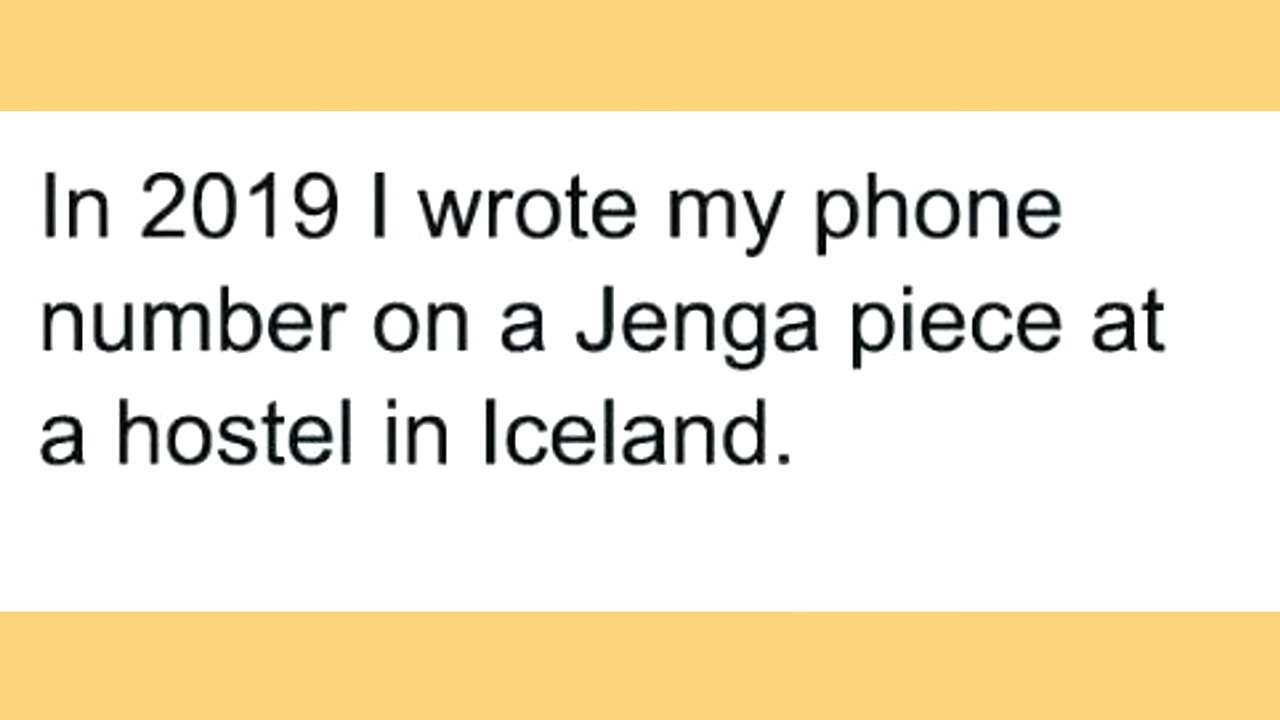 In 2019 I wrote my phone
number on a Jenga piece at
a hostel in Iceland.